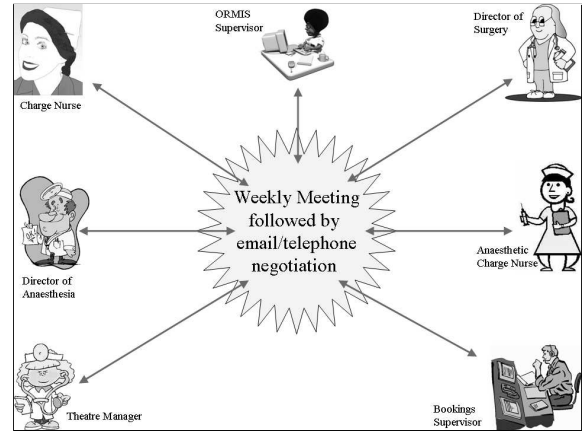 ORMIS
Supervisor
Director of
Surgery
Charge Nurse
Weekly Meeting
followed by
email/telephone
negotiation
Anaesthetic
Charge Nurse
Director of
Anaesthesia
Theatre Manager
Bookings
Supervisor